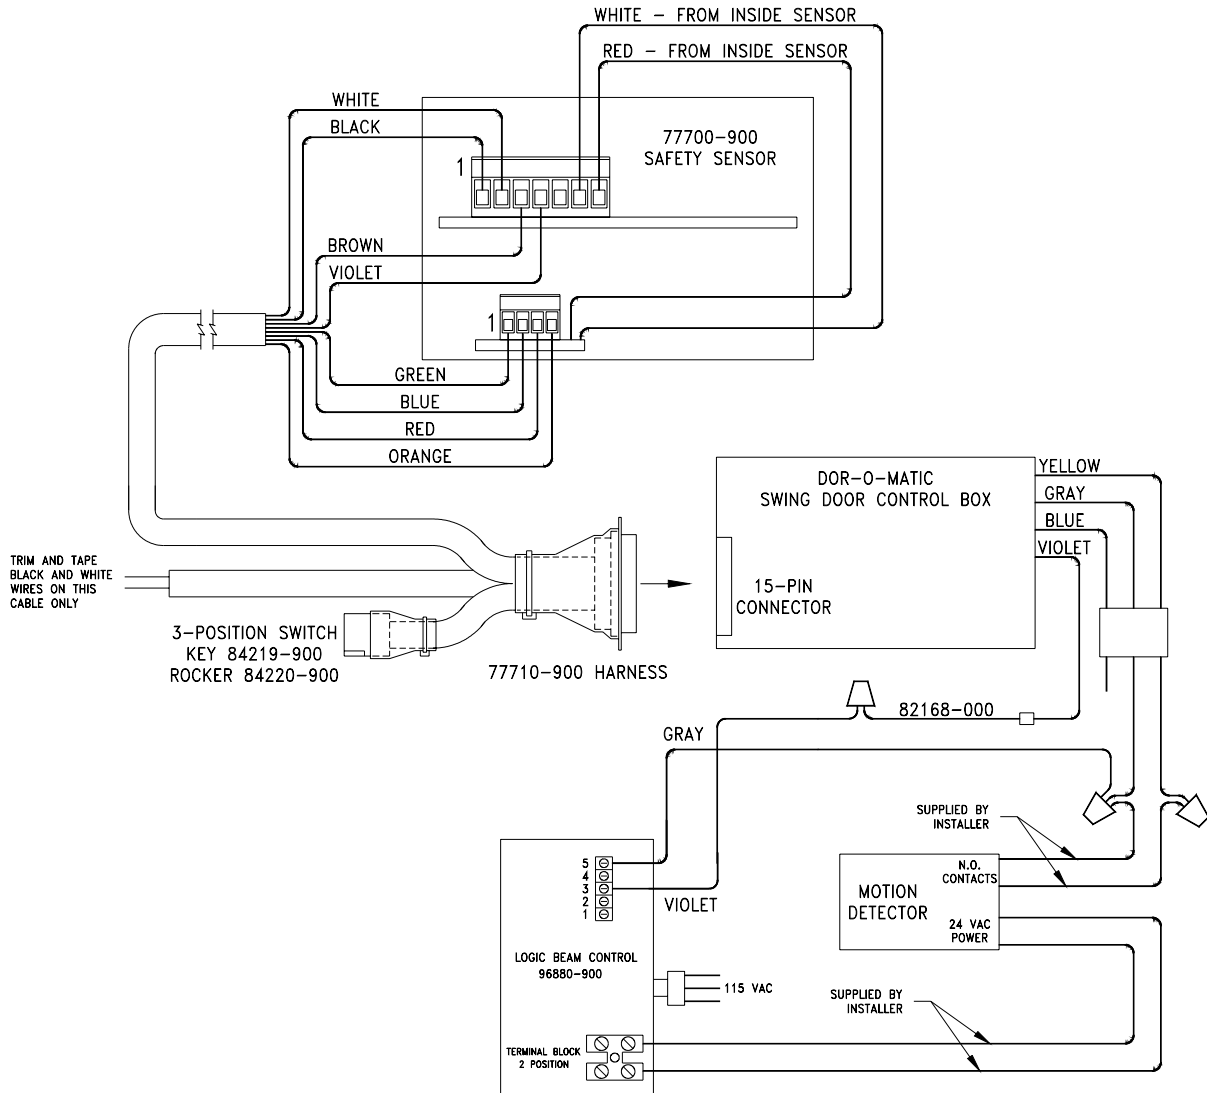 WHITE - FROM INSIDE SENSOR
RED - FROM INSIDE SENSOR
WHITE
BLACK
77700-900
SAFETY SENSOR
1
BROWN
VIOLET
1
GREEN
BLUE
RED
ORANGE
DOR-O-MATIC
SWING DOOR CONTROL BOX
YELLOW
GRAY
BLUE
VIOLET
15-PIN
CONNECTOR
TRIM AND TAPE
BLACK AND WHITE
WIRES ON THIS
CABLE ONLY
3-POSITION SWITCH
KEY 84219-900
ROCKER 84220-900
77710-900 HARNESS
82168-000
GRAY
SUPPLIED BY
INSTALLER
5
4
3
2
1
VIOLET
MOTION
DETECTOR
N.O.
CONTACTS
24 VAC
POWER
LOGIC BEAM CONTROL
96880-900
115 VAC
SUPPLIED BY
INSTALLER
TERMINAL BLOCK
2 POSITION